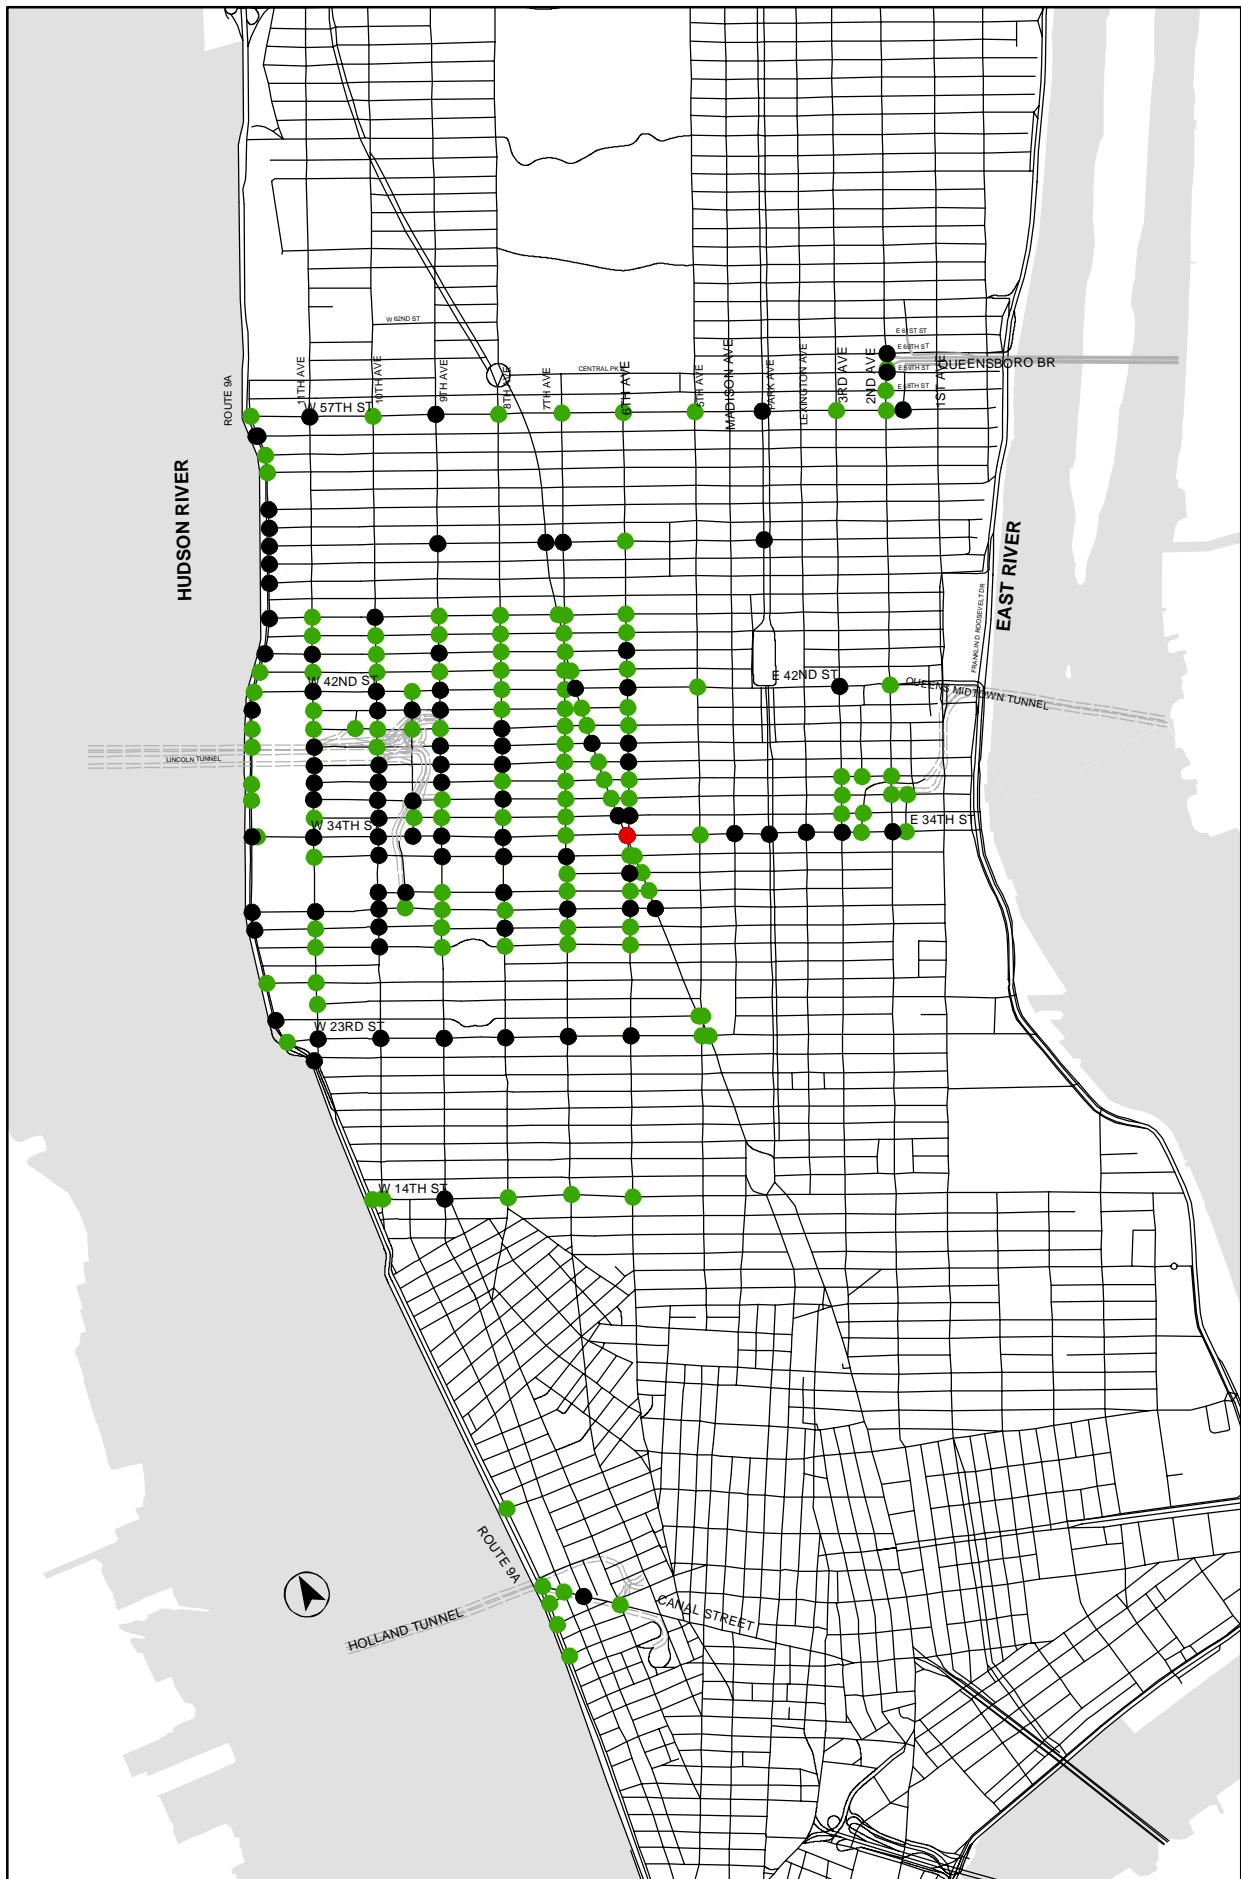 W 62ND ST
E 61ST ST
E 60TH ST
QUEENSBORO BR
E 59TH ST
E 58TH ST
CENTRAL PK S
ROUTE 9A
11TH AVE
10TH AVE
9TH AVE
8TH AVE
7TH AVE
6TH AVE
5TH AVE
MADISON AVE
PARK AVE
LEXINGTON AVE
3RD AVE
2ND AVE
1ST AVE
W 57TH ST
HUDSON RIVER
EAST RIVER
FRANKLIN D. ROOSEVELT DR
W 42ND ST
E 42ND ST
QUEENS MIDTOWN TUNNEL
LINCOLN TUNNEL
W 34TH ST
E 34TH ST
W 23RD ST
W 14TH ST
ROUTE 9A
HOLLAND TUNNEL
CANAL STREET